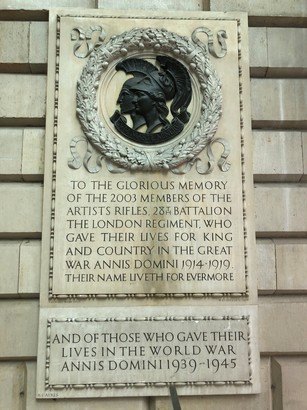 TO THE GLORIOUS MEMORY
OF THE 2003 MEMBERS OF THE
ARTISTS RIFLES, 28TH BATTALION
THE LONDON REGIMENT, WHO
GAVE THEIR LIVES FOR KING
AND COUNTRY IN THE GREAT
WAR ANNIS DOMINI 1914-1919.
THEIR NAME LIVETH FOR EVERMORE
AND OF THOSE WHO GAVE THEIR
LIVES IN THE WORLD WAR
ANNIS DOMINI 1939-1945